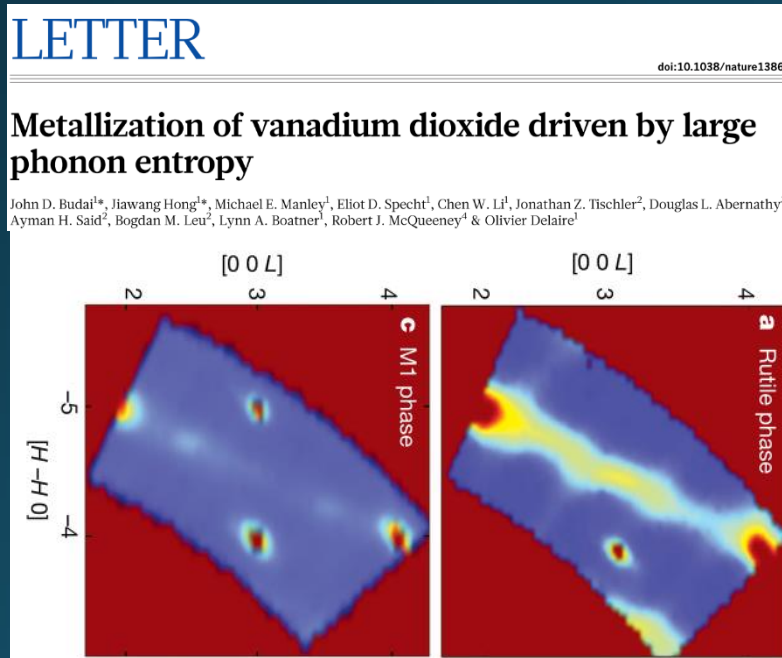 LETTER
doi:10.1038/nature1386
Metallization of vanadium dioxide driven by large
phonon entropy
John D. Budai1*, Jiawang Hong1*, Michael E. Manley1, Eliot D. Specht1, Chen W. Li1, Jonathan Z. Tischler2, Douglas L. Abernathy
Ayman H. Said2, Bogdan M. Leu2, Lynn A. Boatner1, Robert J. McQueeney4 & Olivier Delaire1
[0 0 L]
2 3 4
c M1 phase
-5 -4
[H -H 0]
[0 0 L]
2 3 4
a Rutile phase